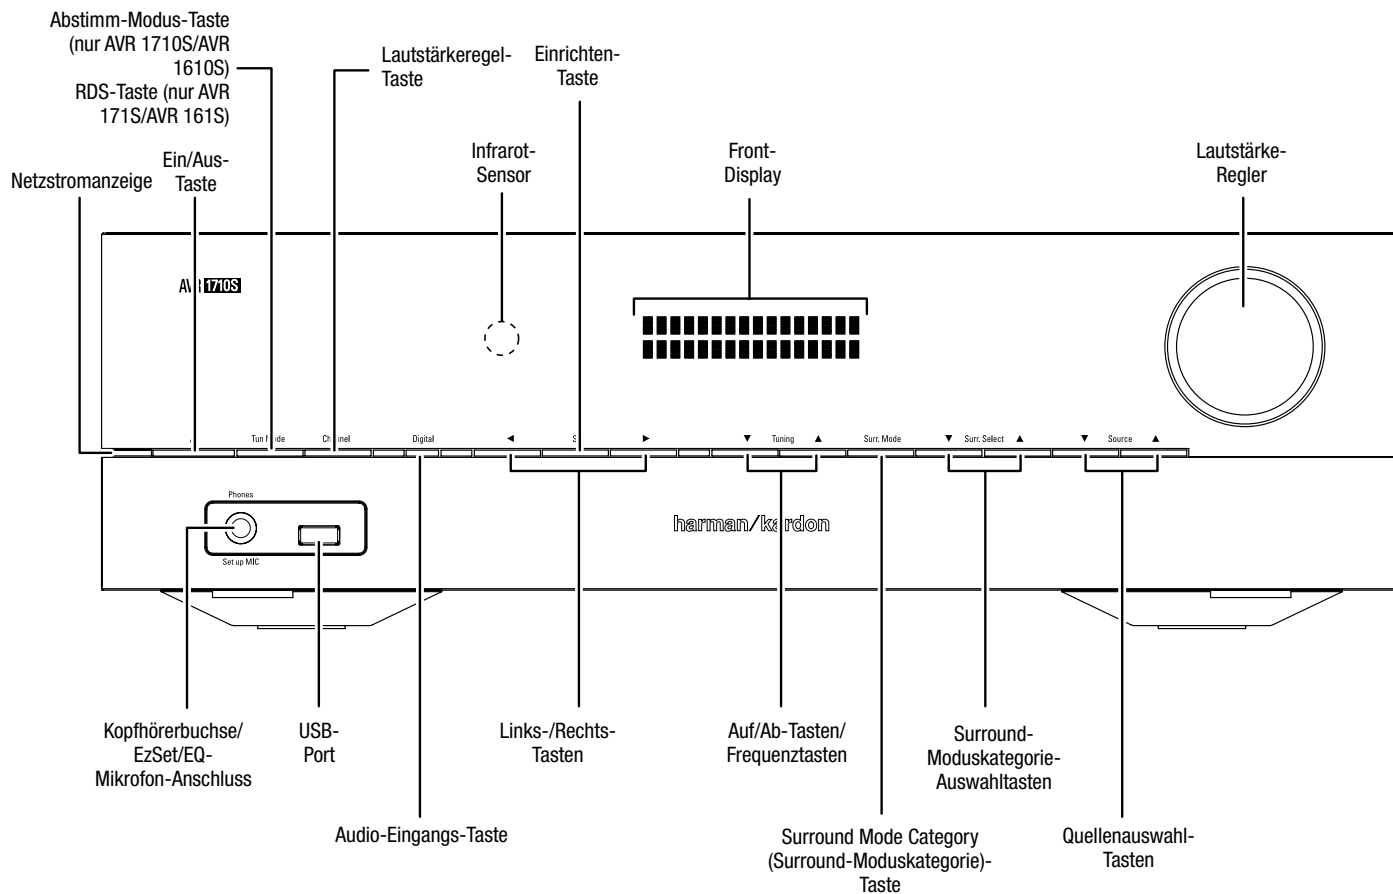 Abstimm-Modus-Taste
(nur AVR 1710S/AVR
1610S)
RDS-Taste (nur AVR
171S/AVR 161S)
Lautstärkeregel-
Taste
Einrichten-
Taste
Netzstromanzeige
Ein/Aus-
Taste
Infrarot-
Sensor
Front-
Display
Lautstärke-
Regler
AVR 1710S
Tun Mode
Channel
Digital
Tuning
Surr. Mode
Surr. Select
Source
Phones
Set up MIC
harman/kardon
Kopfhörerbuchse/
EzSet/EQ-
Mikrofon-Anschluss
USB-
Port
Links-/Rechts-
Tasten
Auf/Ab-Tasten/
Frequenztasten
Surround-
Moduskategorie-
Auswahltasten
Audio-Eingangs-Taste
Surround Mode Category
(Surround-Moduskategorie)-
Taste
Quellenauswahl-
Tasten